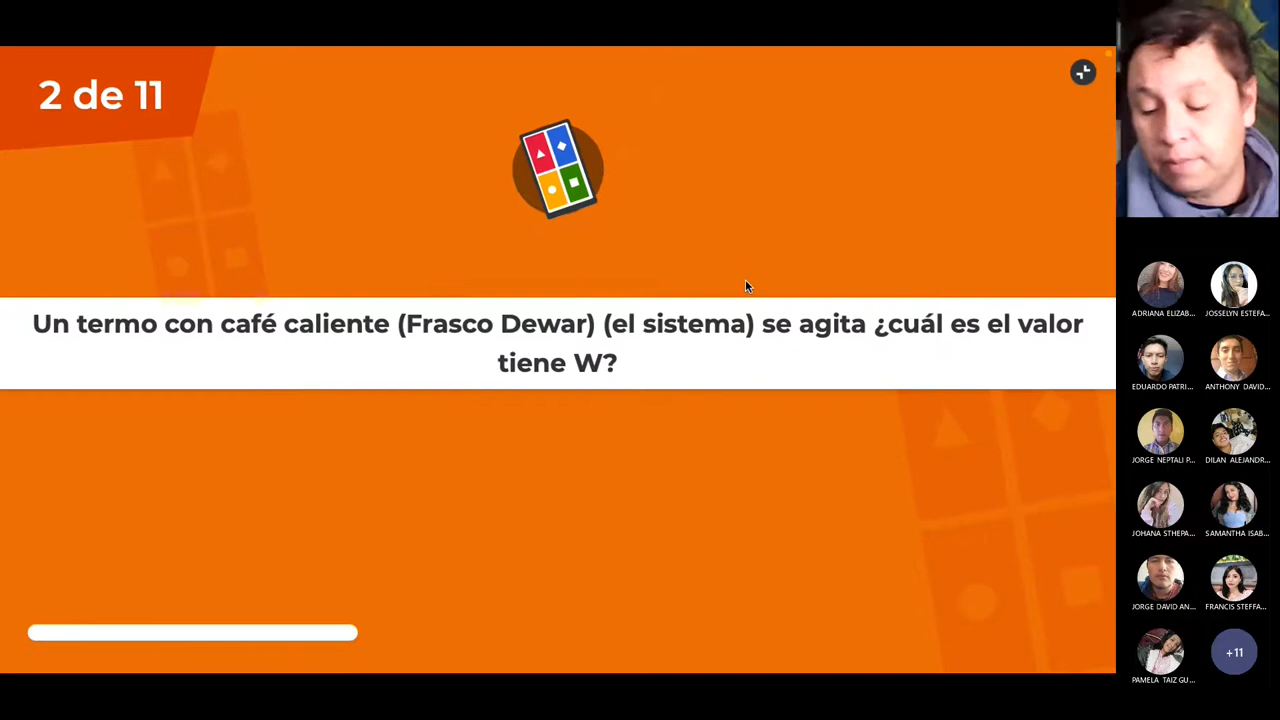 2 de 11
Un termo con café caliente (Frasco Dewar) (el sistema) se agita ¿cuál es el valor
tiene W?
ADRIANA ELIZAB...
JOSSELYN ESTEFA...
EDUARDO PATRI...
ANTHONY DAVID...
JORGE NEPTALI P...
DILAN ALEJANDR...
JOHANA STHEPA...
SAMANTHA ISAB...
JORGE DAVID AN...
FRANCIS STEFFA...
+11
PAMELA TAIZ GU...